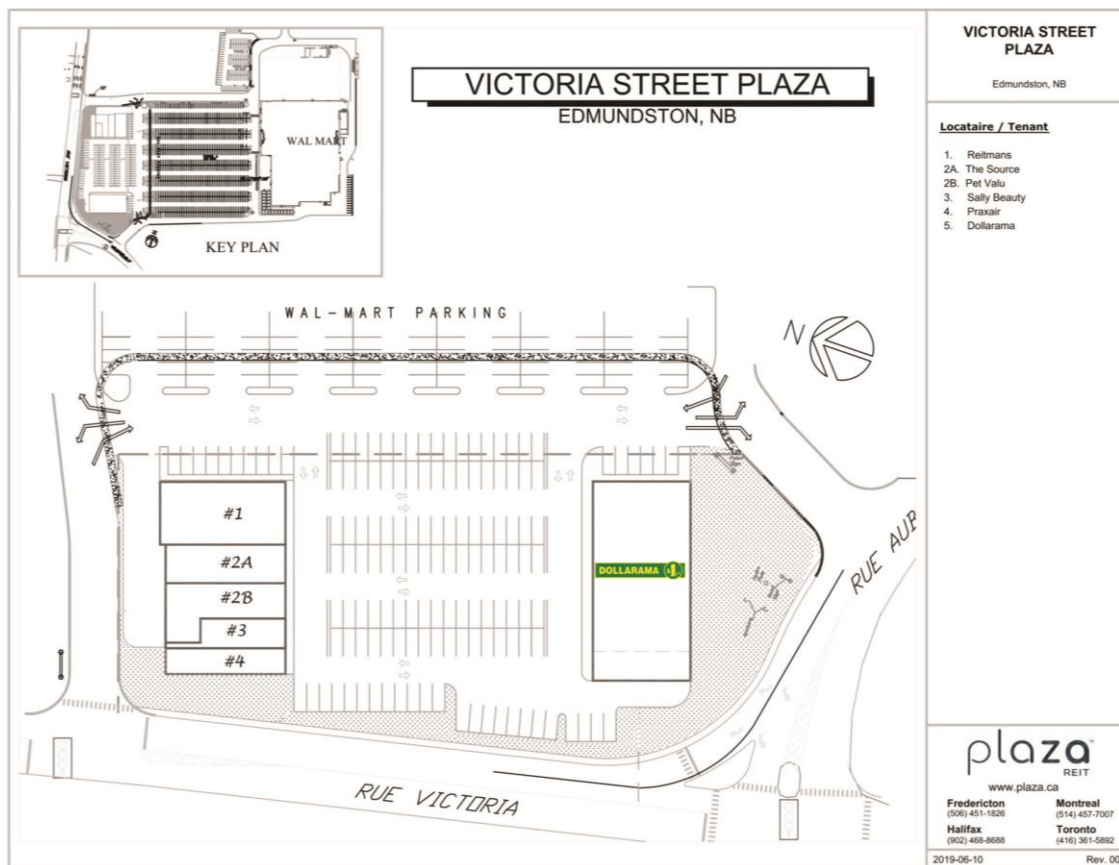 WAL MART
KEY PLAN
VICTORIA STREET PLAZA
EDMUNDSTON, NB
WAL-MART PARKING
N
#1
#2A
#2B
#3
#4
DOLLARAMA
RUE AUB
RUE VICTORIA
VICTORIA STREET
PLAZA
Edmundston, NB
Locataire / Tenant
1. Reitmans
2A. The Source
2B. Pet Valu
3. Sally Beauty
4. Praxair
5. Dollarama
plaza
REIT
www.plaza.ca
Fredericton Montreal
(506) 451-1826 (514) 457-7007
Halifax Toronto
(902) 468-8688 (416) 361-5892
2019-06-10 Rev. 00